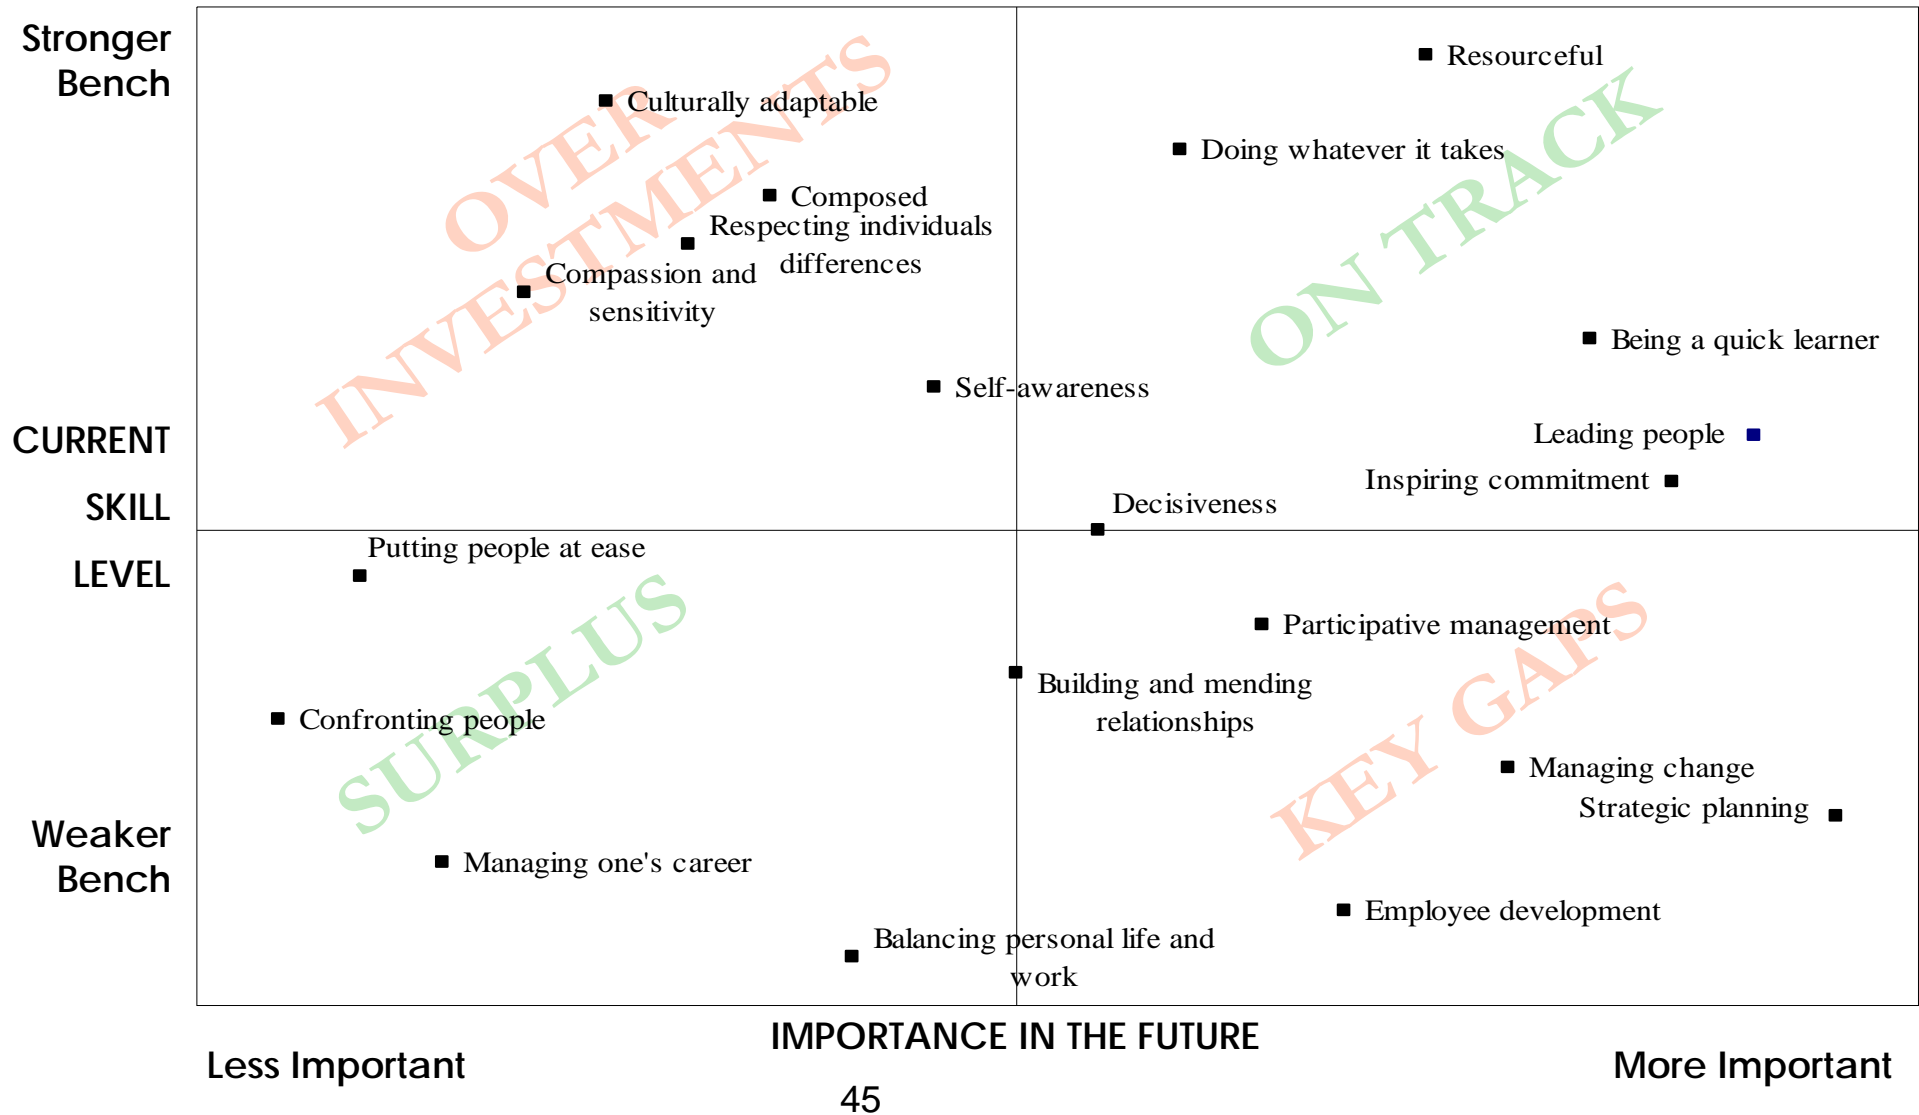 Stronger
Bench
Resourceful
Culturally adaptable
OVER
INVESTMENTS
Doing whatever it takes
ON TRACK
Composed
Respecting individuals
differences
Compassion and
sensitivity
Being a quick learner
Self-awareness
CURRENT
SKILL
LEVEL
Leading people
Inspiring commitment
Decisiveness
Putting people at ease
SURPLUS
Participative management
KEY GAPS
Building and mending
relationships
Confronting people
Managing change
Strategic planning
Weaker
Bench
Managing one's career
Employee development
Balancing personal life and
work
IMPORTANCE IN THE FUTURE
Less Important
More Important
45